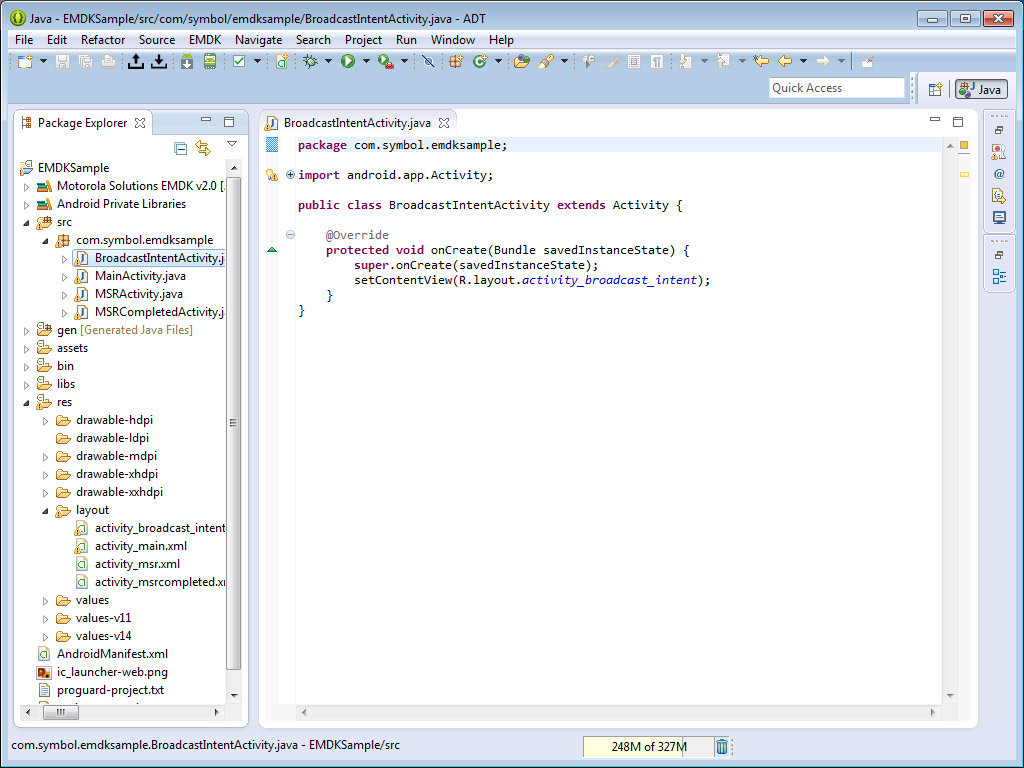 Java - EMDKSample/src/com/symbol/emdksample/BroadcastIntentActivity.java - ADT
File Edit Refactor Source EMDK Navigate Search Project Run Window Help
Quick Access
Java
Package Explorer
EMDKSample
Motorola Solutions EMDK v2.0 [
Android Private Libraries
src
com.symbol.emdksample
BroadcastIntentActivity.j
MainActivity.java
MSRActivity.java
MSRCompletedActivity.j
gen [Generated Java Files]
assets
bin
libs
res
drawable-hdpi
drawable-ldpi
drawable-mdpi
drawable-xhdpi
drawable-xxhdpi
layout
activity_broadcast_intent
activity_main.xml
activity_msr.xml
activity_msrcompleted.x
values
values-v11
values-v14
AndroidManifest.xml
ic_launcher-web.png
proguard-project.txt
BroadcastIntentActivity.java
package com.symbol.emdksample;
import android.app.Activity;
public class BroadcastIntentActivity extends Activity {
@Override
protected void onCreate(Bundle savedInstanceState) {
super.onCreate(savedInstanceState);
setContentView(R.layout.activity_broadcast_intent);
}
}
com.symbol.emdksample.BroadcastIntentActivity.java - EMDKSample/src
248M of 327M